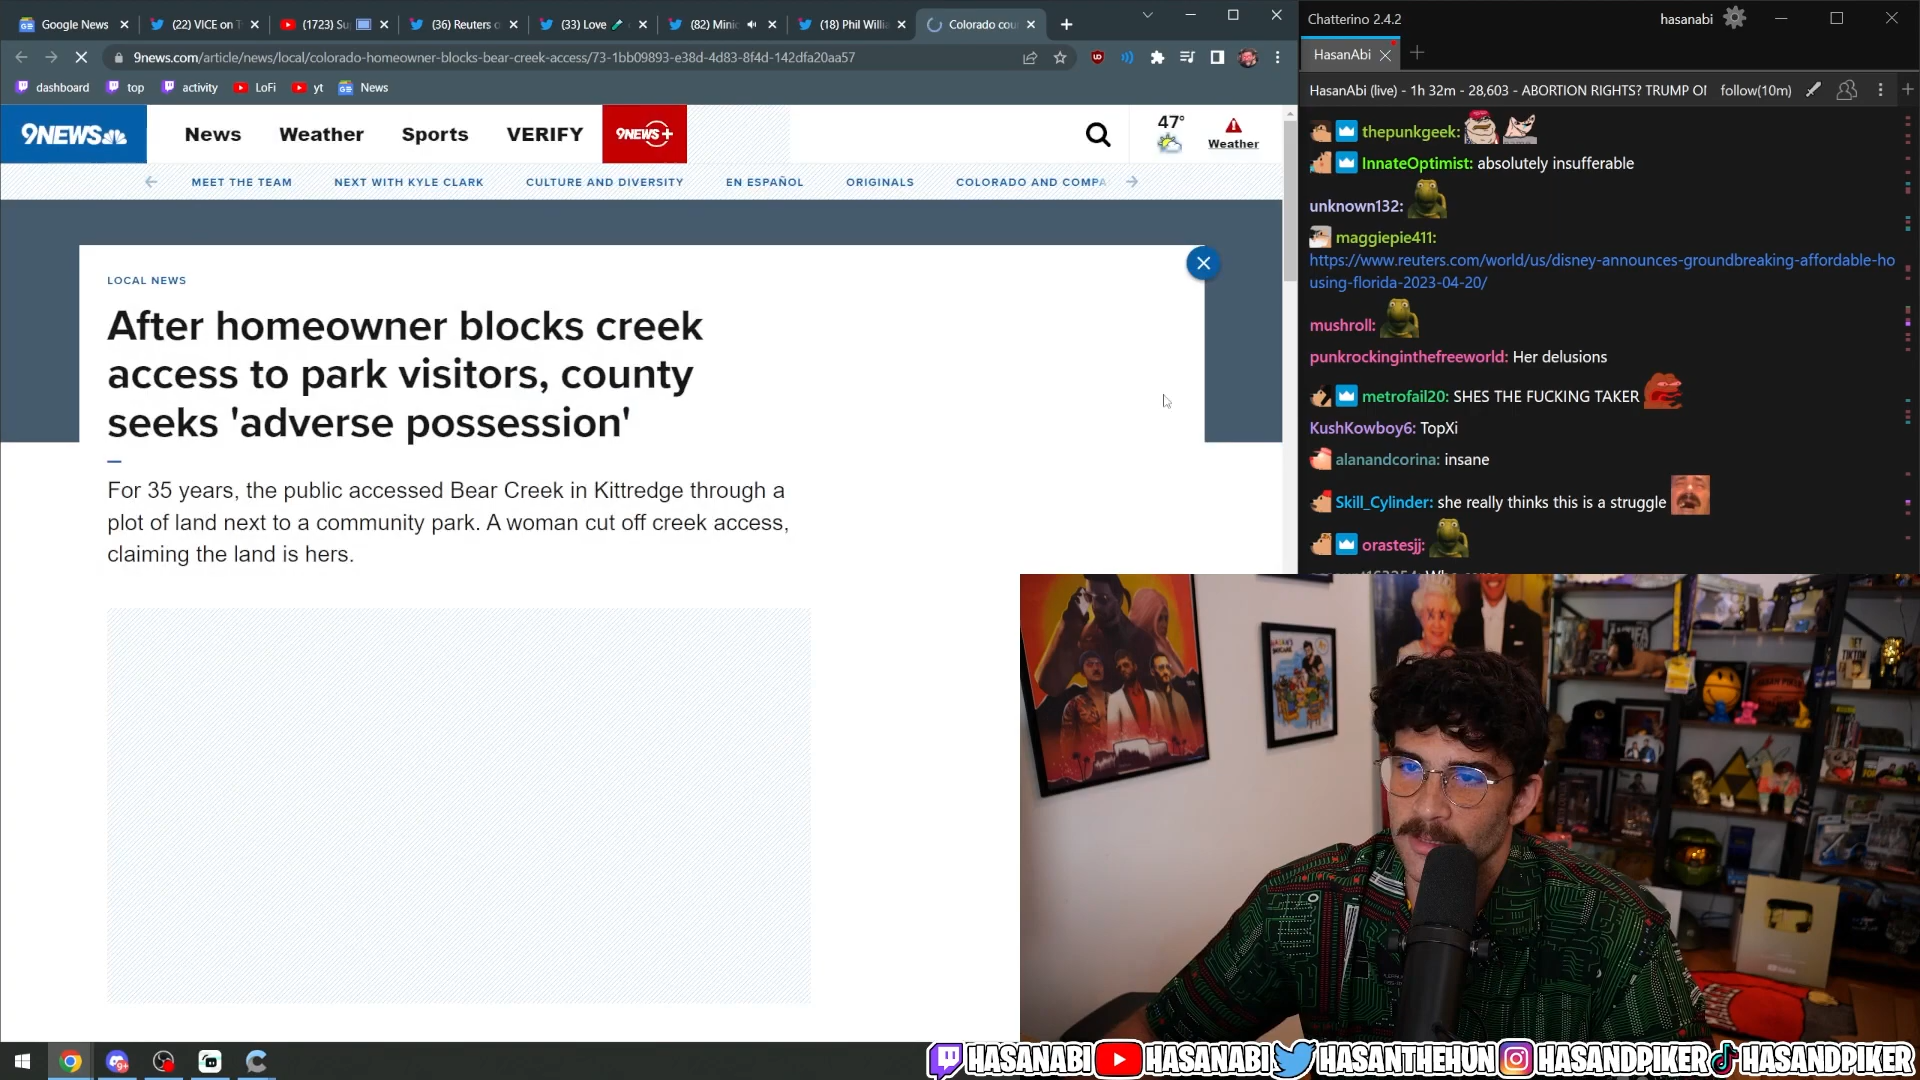 Google News
(22) VICE on T
(1723) Su
(36) Reuters o
(33) Love
(82) Mini
(18) Phil Willia
Colorado cou
9news.com/article/news/local/colorado-homeowner-blocks-bear-creek-access/73-1bb09893-e38d-4d83-8f4d-142dfa20aa57
dashboard
top
activity
LoFi
yt
News
9NEWS
News
Weather
Sports
VERIFY
9NEWS+
47°
Weather
MEET THE TEAM
NEXT WITH KYLE CLARK
CULTURE AND DIVERSITY
EN ESPAÑOL
ORIGINALS
COLORADO AND COMPA
LOCAL NEWS
After homeowner blocks creek
access to park visitors, county
seeks 'adverse possession'
For 35 years, the public accessed Bear Creek in Kittredge through a
plot of land next to a community park. A woman cut off creek access,
claiming the land is hers.
Chatterino 2.4.2
hasanabi
HasanAbi
HasanAbi (live) - 1h 32m - 28,603 - ABORTION RIGHTS? TRUMP O
follow(10m)
thepunkgeek:
InnateOptimist: absolutely insufferable
unknown132:
maggiepie411:
https://www.reuters.com/world/us/disney-announces-groundbreaking-affordable-ho
using-florida-2023-04-20/
mushroll:
punkrockinginthefreeworld: Her delusions
metrofail20: SHES THE FUCKING TAKER
KushKowboy6: TopXi
alanandcorina: insane
Skill_Cylinder: she really thinks this is a struggle
orastesjj:
HASANABI
HASANABI
HASANTHEHUN
HASANDPIKER
HASANDPIKER